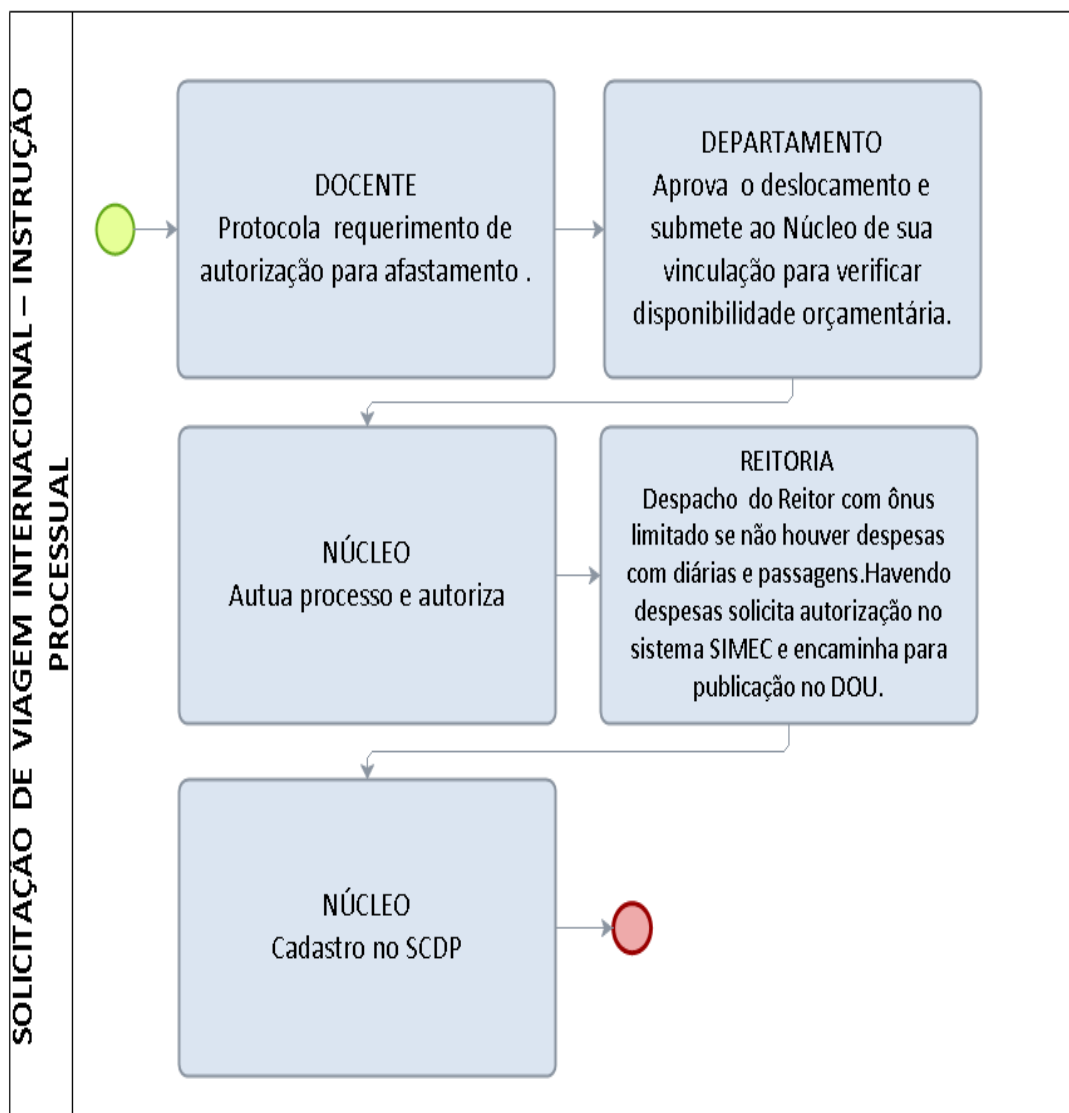 SOLICITAÇÃO DE VIAGEM INTERNACIONAL – INSTRUÇÃO
PROCESSUAL
DOCENTE
Protocola requerimento de
autorização para afastamento .
DEPARTAMENTO
Aprova o deslocamento e
submete ao Núcleo de sua
vinculação para verificar
disponibilidade orçamentária.
NÚCLEO
Autua processo e autoriza
REITORIA
Despacho do Reitor com ônus
limitado se não houver despesas
com diárias e passagens.Havendo
despesas solicita autorização no
sistema SIMEC e encaminha para
publicação no DOU.
NÚCLEO
Cadastro no SCDP